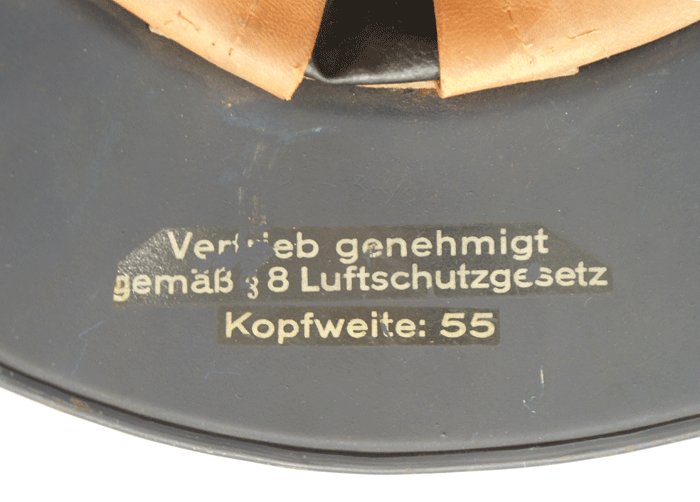 Vertrieb genehmigt
gemäß § 8 Luftschutzgesetz
Kopfweite: 55